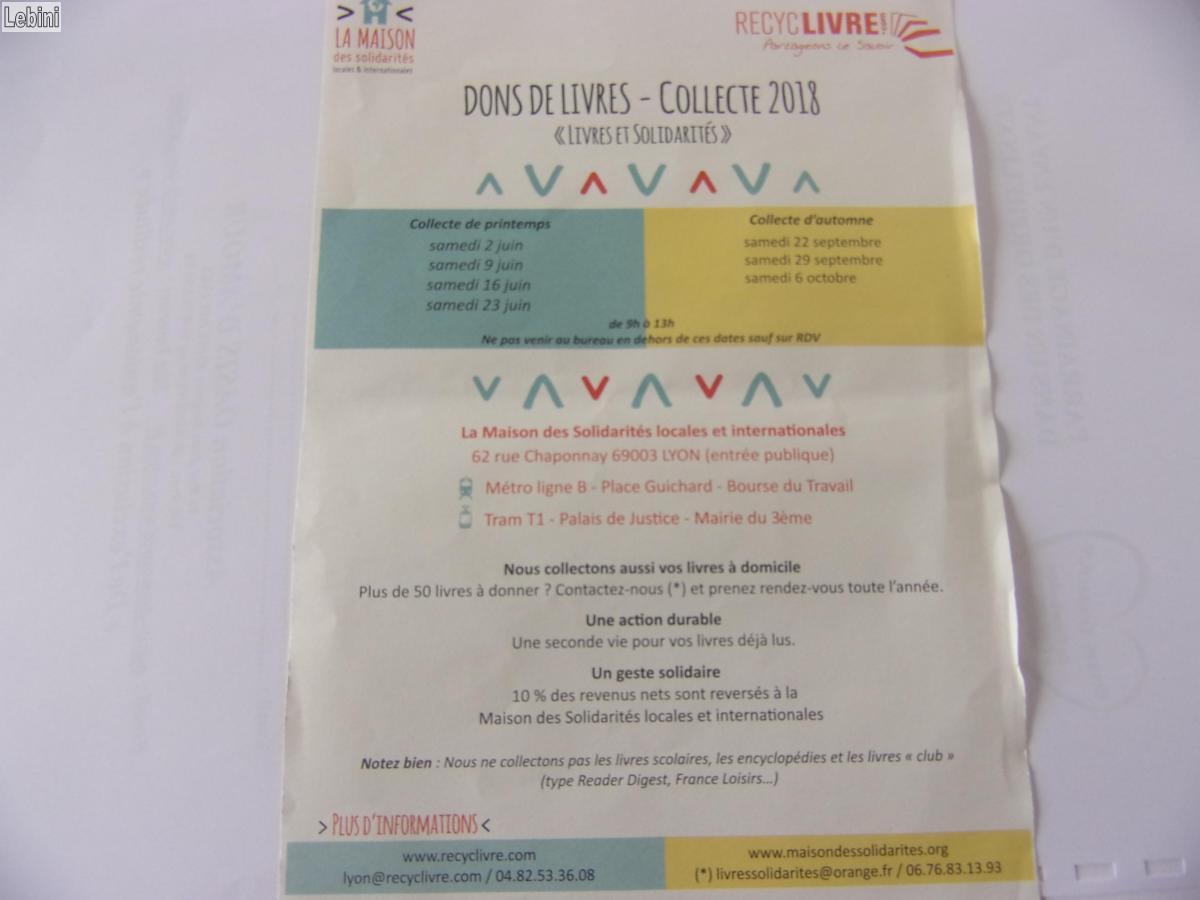 Lebini
> <
LA MAISON
des solidarités
locales & internationales
RECYCLIVRE
Partageons Le Savoir
DONS DE LIVRES - COLLECTE 2018
« LIVRES ET SOLIDARITÉS »
Collecte de printemps
samedi 2 juin
samedi 9 juin
samedi 16 juin
samedi 23 juin
Collecte d'automne
samedi 22 septembre
samedi 29 septembre
samedi 6 octobre
de 9h à 13h
Ne pas venir au bureau en dehors de ces dates sauf sur RDV
La Maison des Solidarités locales et internationales
62 rue Chaponnay 69003 LYON (entrée publique)
Métro ligne B - Place Guichard - Bourse du Travail
Tram T1 - Palais de Justice - Mairie du 3ème
Nous collectons aussi vos livres à domicile
Plus de 50 livres à donner ? Contactez-nous (*) et prenez rendez-vous toute l'année.
Une action durable
Une seconde vie pour vos livres déjà lus.
Un geste solidaire
10 % des revenus nets sont reversés à la
Maison des Solidarités locales et internationales
Notez bien : Nous ne collectons pas les livres scolaires, les encyclopédies et les livres « club »
(type Reader Digest, France Loisirs...)
> PLUS D'INFORMATIONS <
www.recyclivre.com
lyon@recyclivre.com / 04.82.53.36.08
www.maisondessolidarites.org
(*) livressolidarites@orange.fr / 06.76.83.13.93